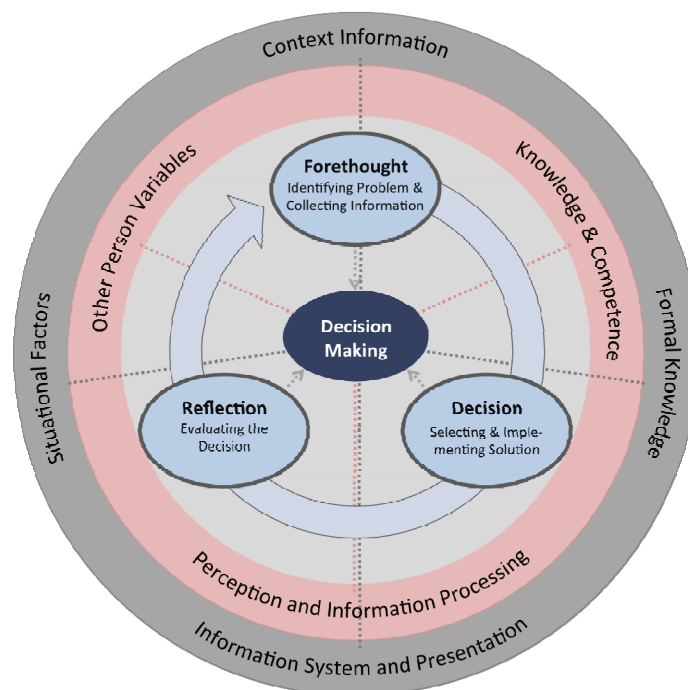 Context Information
Other Person Variables
Knowledge & Competence
Forethought
Identifying Problem &
Collecting Information
Situational Factors
Formal Knowledge
Decision
Making
Reflection
Evaluating the
Decision
Decision
Selecting & Imple-
menting Solution
Perception and Information Processing
Information System and Presentation